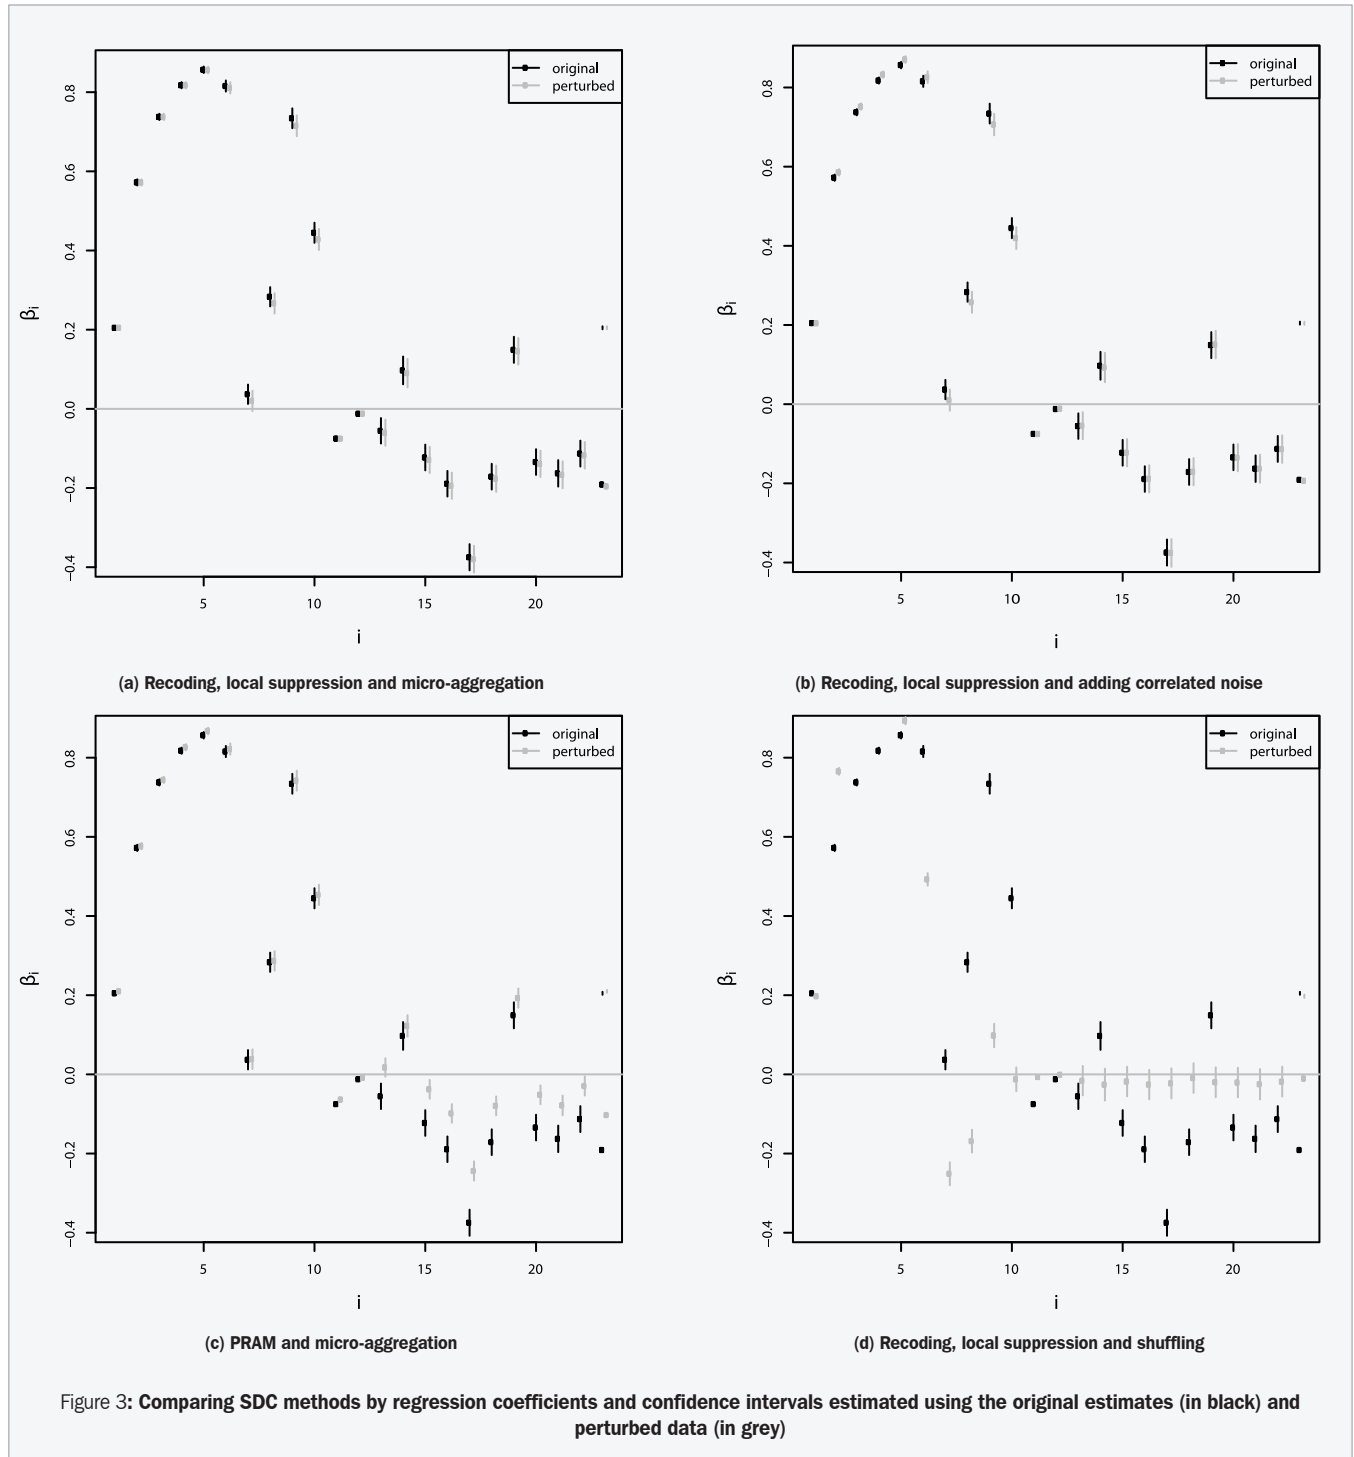 original
perturbed
0.8
0.6
0.4
0.2
0.0
−0.2
−0.4
βi
5 10 15 20
i
(a) Recoding, local suppression and micro-aggregation
original
perturbed
0.8
0.6
0.4
0.2
0.0
−0.2
−0.4
βi
5 10 15 20
i
(b) Recoding, local suppression and adding correlated noise
original
perturbed
0.8
0.6
0.4
0.2
0.0
−0.2
−0.4
βi
5 10 15 20
i
(c) PRAM and micro-aggregation
original
perturbed
0.8
0.6
0.4
0.2
0.0
−0.2
−0.4
βi
5 10 15 20
i
(d) Recoding, local suppression and shuffling
Figure 3: Comparing SDC methods by regression coefficients and confidence intervals estimated using the original estimates (in black) and
perturbed data (in grey)